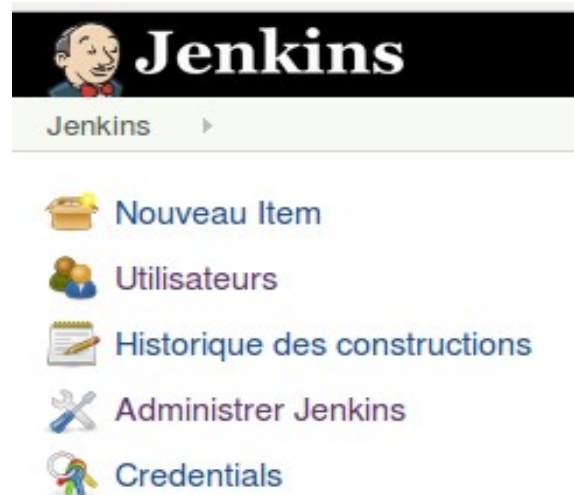 Jenkins
Jenkins
Nouveau Item
Utilisateurs
Historique des constructions
Administrer Jenkins
Credentials